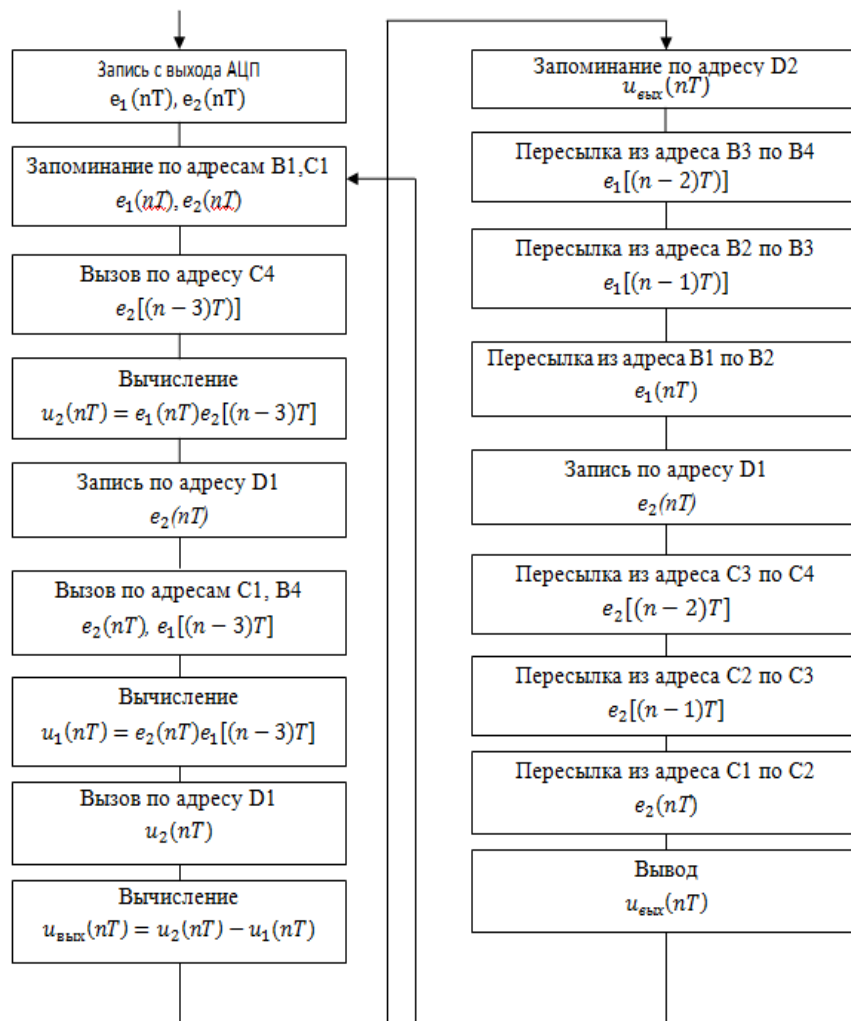 Запись с выхода АЦП
e₁(nT), e₂(nT)
Запоминание по адресам B1,C1
e₁(nT), e₂(nT)
Вызов по адресу C4
e₂[(n − 3)T)]
Вычисление
u₂(nT) = e₁(nT)e₂[(n − 3)T]
Запись по адресу D1
e₂(nT)
Вызов по адресам C1, B4
e₂(nT), e₁[(n − 3)T]
Вычисление
u₁(nT) = e₂(nT)e₁[(n − 3)T]
Вызов по адресу D1
u₂(nT)
Вычисление
uвых(nT) = u₂(nT) − u₁(nT)
Запоминание по адресу D2
uвых(nT)
Пересылка из адреса B3 по B4
e₁[(n − 2)T)]
Пересылка из адреса B2 по B3
e₁[(n − 1)T)]
Пересылка из адреса B1 по B2
e₁(nT)
Запись по адресу D1
e₂(nT)
Пересылка из адреса C3 по C4
e₂[(n − 2)T]
Пересылка из адреса C2 по C3
e₂[(n − 1)T]
Пересылка из адреса C1 по C2
e₂(nT)
Вывод
uвых(nT)